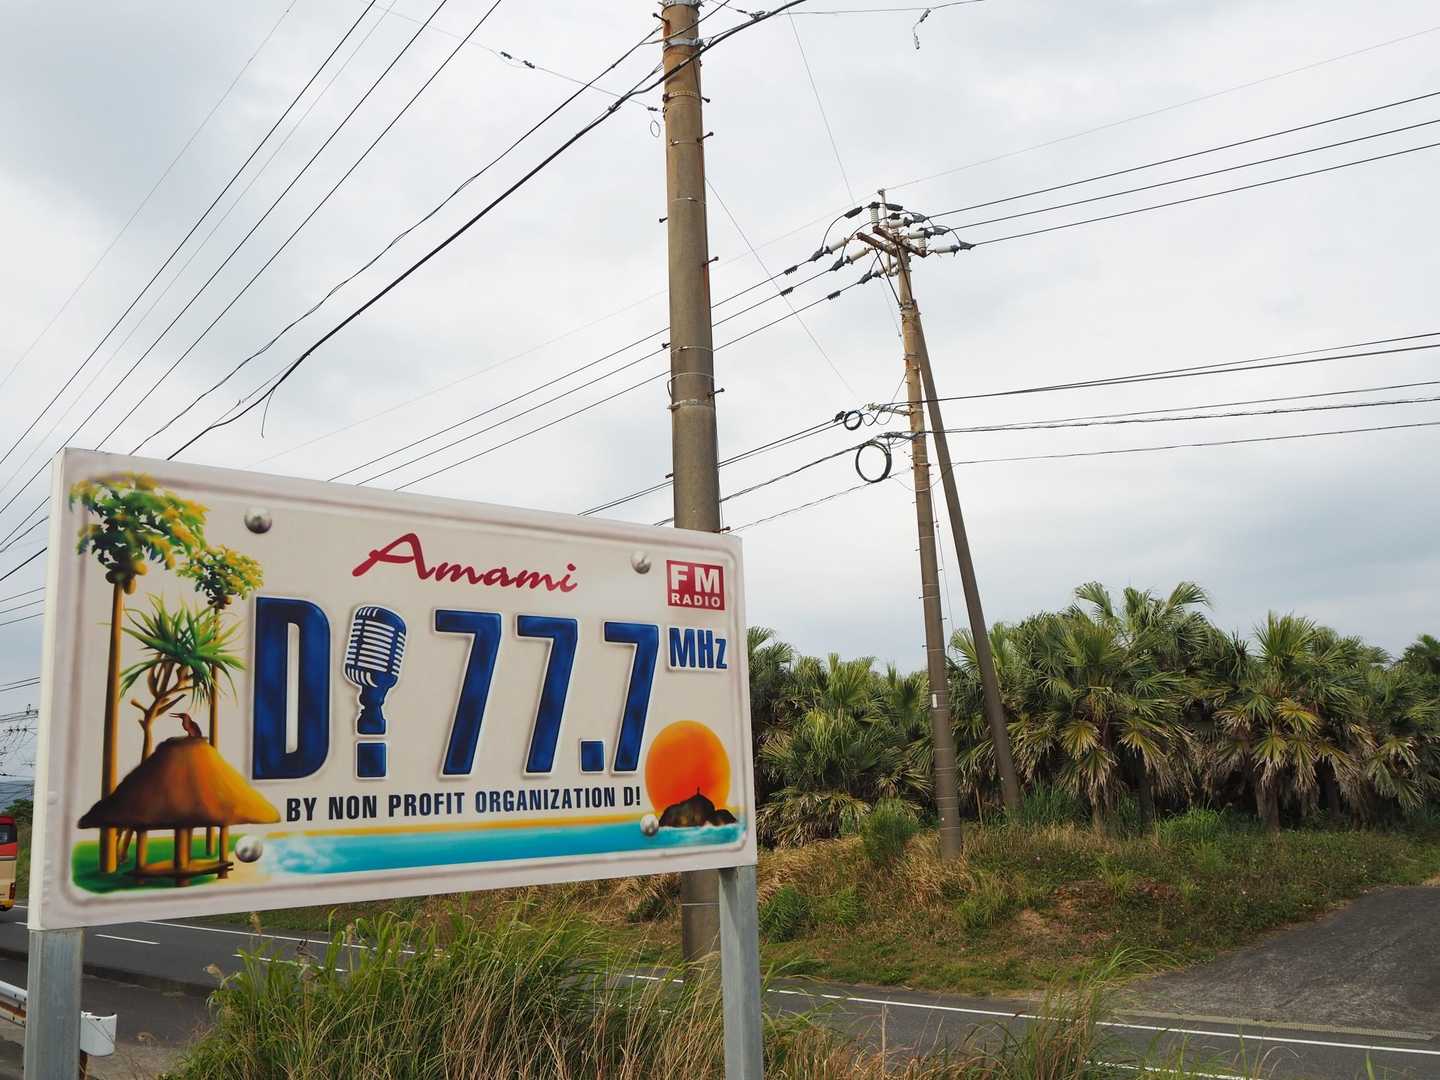 Amami
FM
RADIO
D! 77.7 MHz
BY NON PROFIT ORGANIZATION D!